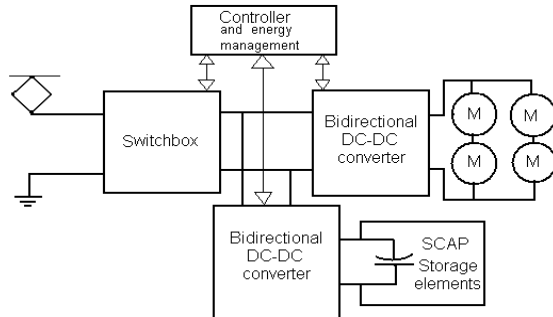 Controller
and energy
management
Switchbox
Bidirectional
DC-DC
converter
M
M
M
M
Bidirectional
DC-DC
converter
SCAP
Storage
elements